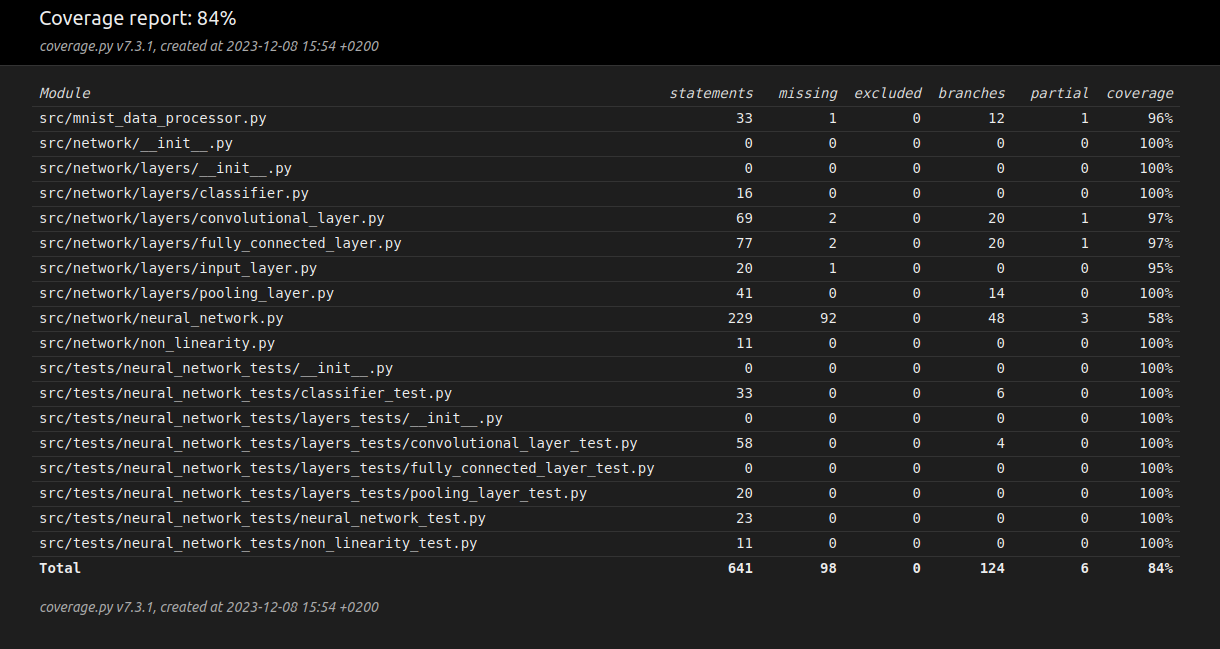 Coverage report: 84%
coverage.py v7.3.1, created at 2023-12-08 15:54 +0200
Module statements missing excluded branches partial coverage
src/mnist_data_processor.py 33 1 0 12 1 96%
src/network/__init__.py 0 0 0 0 0 100%
src/network/layers/__init__.py 0 0 0 0 0 100%
src/network/layers/classifier.py 16 0 0 0 0 100%
src/network/layers/convolutional_layer.py 69 2 0 20 1 97%
src/network/layers/fully_connected_layer.py 77 2 0 20 1 97%
src/network/layers/input_layer.py 20 1 0 0 0 95%
src/network/layers/pooling_layer.py 41 0 0 14 0 100%
src/network/neural_network.py 229 92 0 48 3 58%
src/network/non_linearity.py 11 0 0 0 0 100%
src/tests/neural_network_tests/__init__.py 0 0 0 0 0 100%
src/tests/neural_network_tests/classifier_test.py 33 0 0 6 0 100%
src/tests/neural_network_tests/layers_tests/__init__.py 0 0 0 0 0 100%
src/tests/neural_network_tests/layers_tests/convolutional_layer_test.py 58 0 0 4 0 100%
src/tests/neural_network_tests/layers_tests/fully_connected_layer_test.py 0 0 0 0 0 100%
src/tests/neural_network_tests/layers_tests/pooling_layer_test.py 20 0 0 0 0 100%
src/tests/neural_network_tests/neural_network_test.py 23 0 0 0 0 100%
src/tests/neural_network_tests/non_linearity_test.py 11 0 0 0 0 100%
Total 641 98 0 124 6 84%
coverage.py v7.3.1, created at 2023-12-08 15:54 +0200